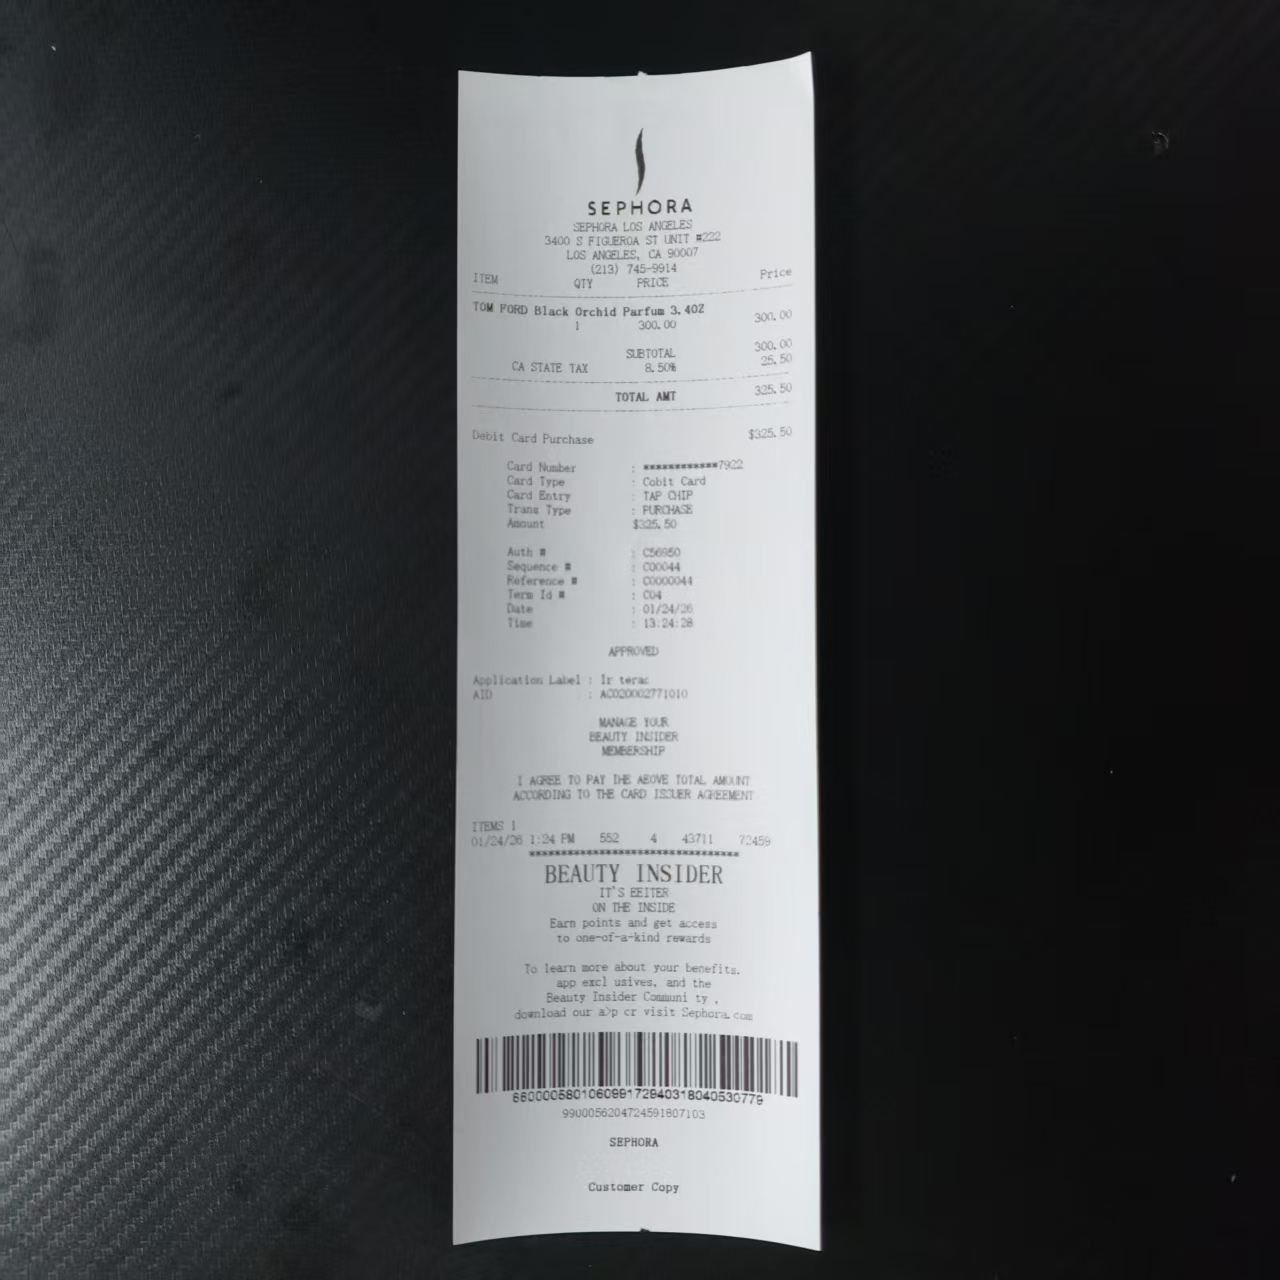 SEPHORA
SEPHORA LOS ANGELES
3400 S FIGUEROA ST UNIT #222
LOS ANGELES, CA 90007
(213) 745-9914
ITEM QTY PRICE Price
TOM FORD Black Orchid Parfum 3.4OZ
1 300.00 300.00
SUBTOTAL 300.00
CA STATE TAX 8.50% 25.50
TOTAL AMT 325.50
Debit Card Purchase $325.50
Card Number : ************7922
Card Type : Cobit Card
Card Entry : TAP CHIP
Trans Type : PURCHASE
Amount $325.50
Auth # : C56950
Sequence # : C00044
Reference # : C0000044
Term Id # : C04
Date : 01/24/26
Time : 13:24:28
APPROVED
Application Label : Ir terac
AID : AC020002771010
MANAGE YOUR
BEAUTY INSIDER
MEMBERSHIP
I AGREE TO PAY THE ABOVE TOTAL AMOUNT
ACCORDING TO THE CARD ISSUER AGREEMENT
ITEMS 1
01/24/26 1:24 PM 552 4 43711 73459
*********************************
BEAUTY INSIDER
IT'S EEITER
ON THE INSIDE
Earn points and get access
to one-of-a-kind rewards
To learn more about your benefits.
app excl usives, and the
Beauty Insider Communi ty ,
download our app cr visit Sephora.com
6600005801060991729403180405307​79
9900056204724591807103
SEPHORA
Customer Copy